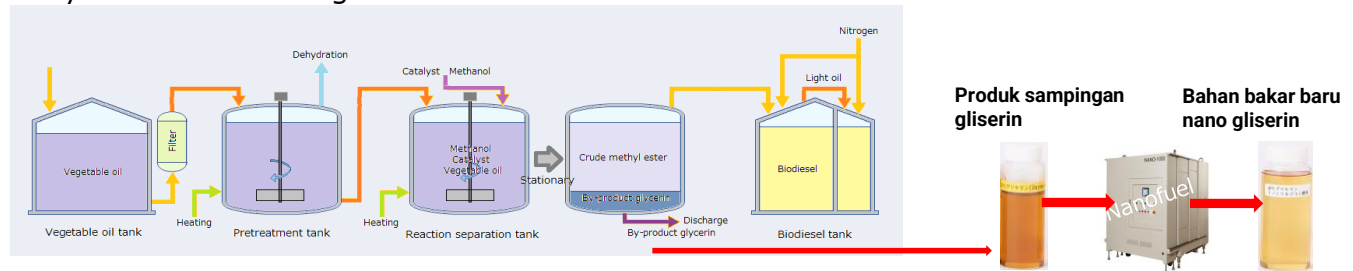 Nitrogen
Dehydration
Catalyst Methanol
Light oil
Produk sampingan
gliserin
Bahan bakar baru
nano gliserin
Filter
Vegetable oil
Methanol
Catalyst
Vegetable oil
Stationary
Crude methyl ester
By-product glycerin
Biodiesel
Nanofuel
Heating
Heating
Discharge
By-product glycerin
Vegetable oil tank
Pretreatment tank
Reaction separation tank
Biodiesel tank